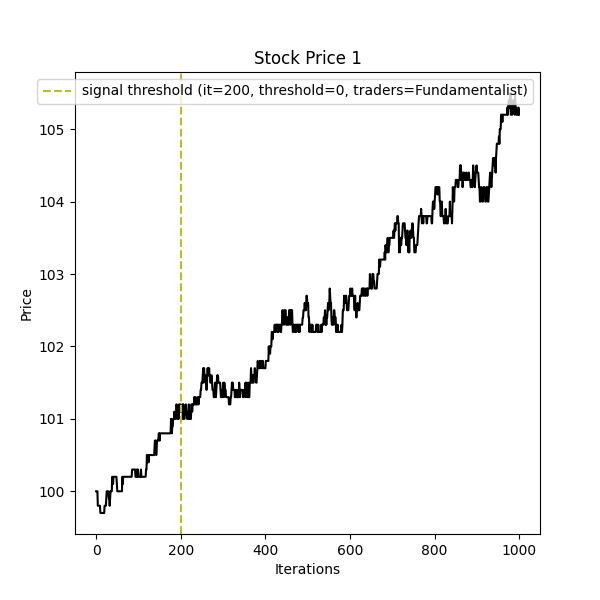 Stock Price 1
signal threshold (it=200, threshold=0, traders=Fundamentalist)
105
104
103
102
101
100
Price
0 200 400 600 800 1000
Iterations